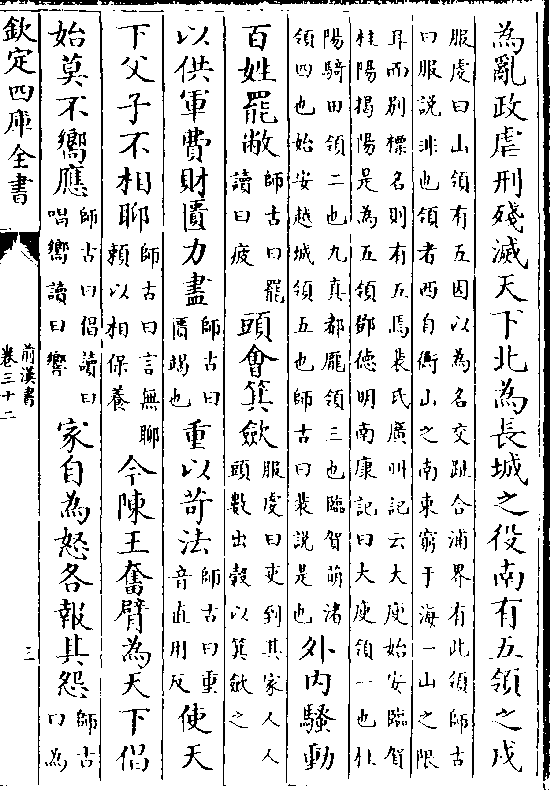 為亂政虐刑殘滅天下北為長城之役南有五領之戍
服虔曰山領有五因以為名交趾合浦界有此領師古
曰服說非也領者西自衡山之南東窮于海一山之限
耳而别標名則有五焉裴氏廣州記云大庾始安臨賀
桂陽揭陽是為五領鄧德明南康記曰大庾領一也桂
陽騎田領二也九真都龐領三也臨賀萌渚
領四也始安越城領五也師古曰裴說是也
外内騷動
百姓罷敝
師古曰罷
讀曰疲
頭會箕斂
服虔曰吏到其家人人
頭數出穀以箕斂之
以供軍費財匱力盡
師古曰
匱竭也
重以苛法
師古曰重
音直用反
使天
下父子不相聊
師古曰言無聊
賴以相保養
今陳王奮臂為天下倡
始莫不嚮應
師古曰倡讀曰
唱嚮讀曰響
家自為怒各報其怨
師古
曰為
欽定四庫全書
前漢書
卷三十二
三